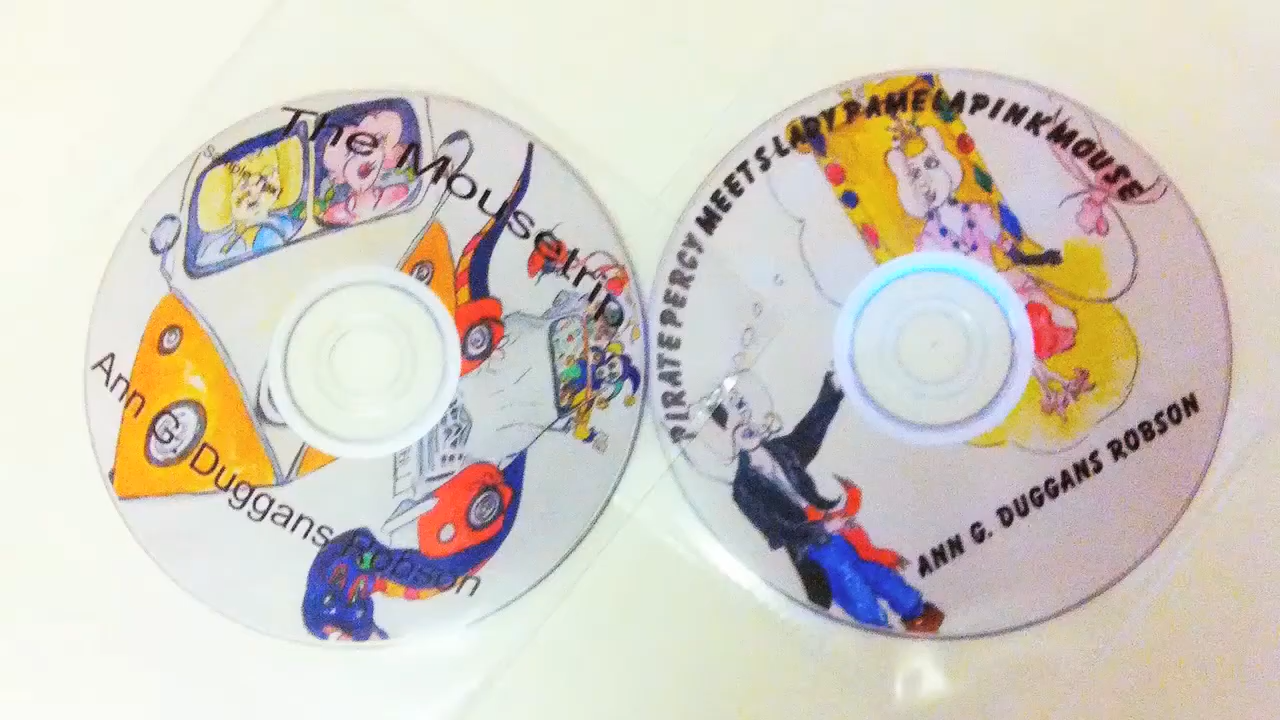 The Mousetrip
Ann G. Duggans Robson
PIRATE PERCY MEETS LADY PAMELA PINK MOUSE
ANN G. DUGGANS ROBSON